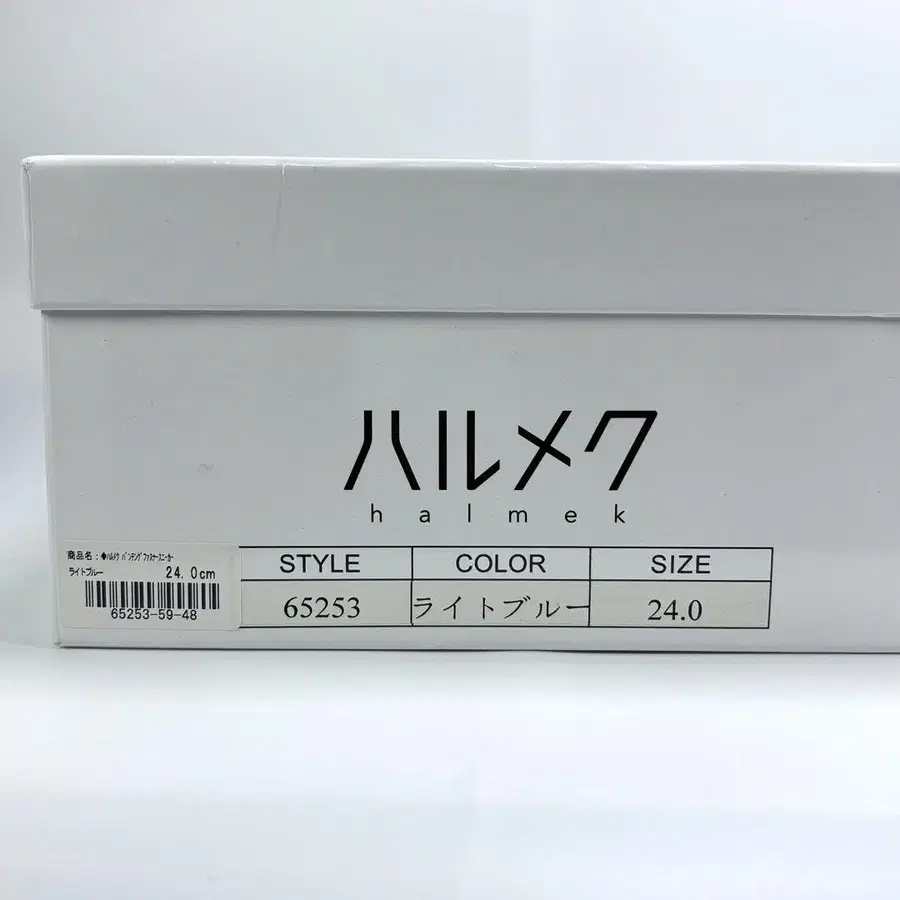 ハルメク
halmek
商品名：◆ハルメク パンチングファスナースニーカー
ライトブルー 24.0cm
65253-59-48
STYLE COLOR SIZE
65253 ライトブルー 24.0